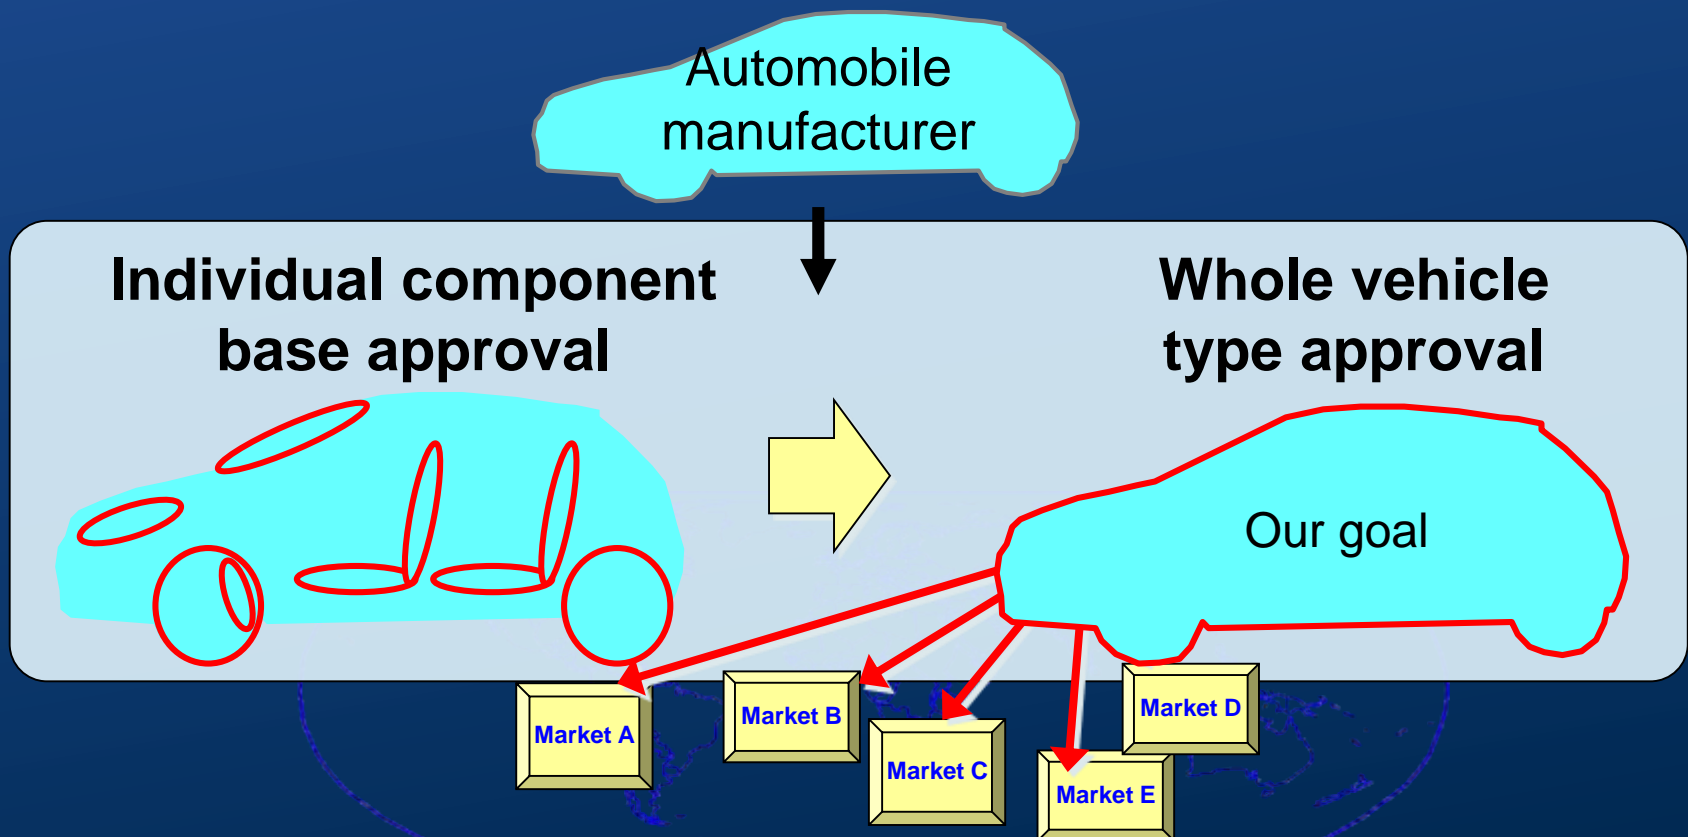 Automobile
manufacturer
Individual component
base approval
Whole vehicle
type approval
Our goal
Market A
Market B
Market C
Market D
Market E